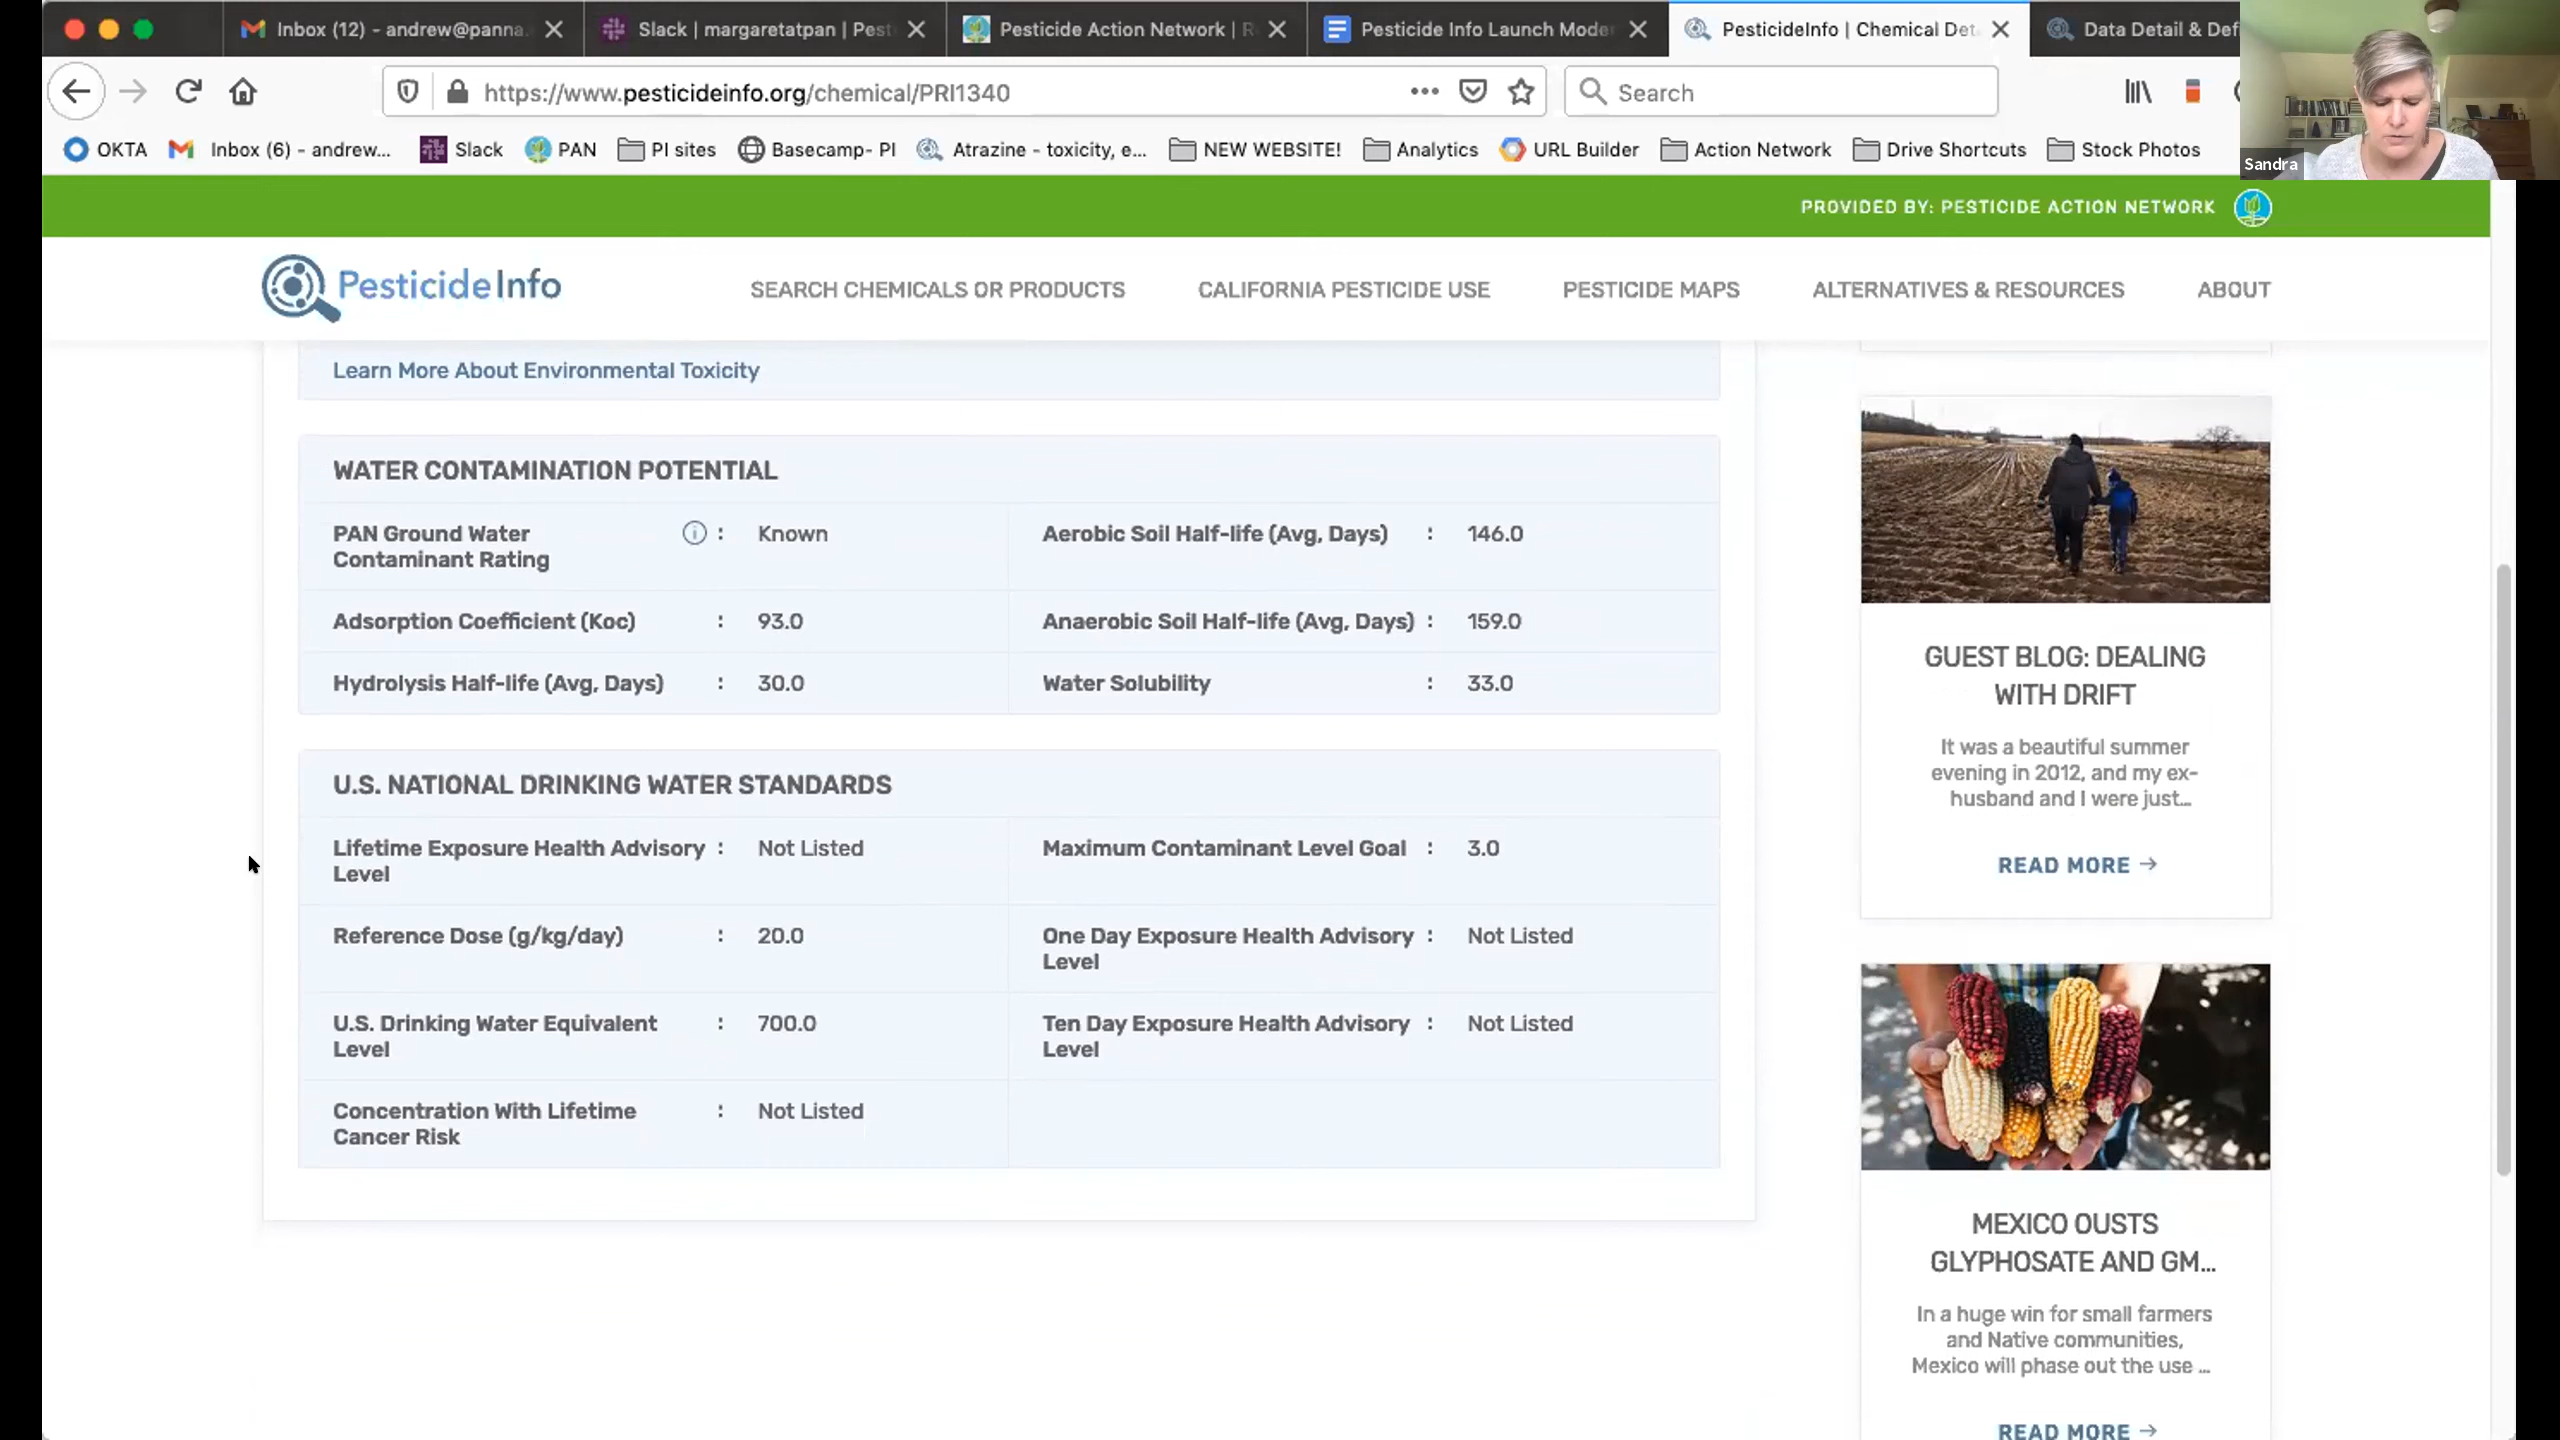 Inbox (12) - andrew@panna.
Slack | margaretatpan | Pest
Pesticide Action Network | R
Pesticide Info Launch Mode
PesticideInfo | Chemical Det
Data Detail & Def
https://www.pesticideinfo.org/chemical/PRI1340
Search
OKTA
Inbox (6) - andrew...
Slack
PAN
PI sites
Basecamp- PI
Atrazine - toxicity, e...
NEW WEBSITE!
Analytics
URL Builder
Action Network
Drive Shortcuts
Stock Photos
Sandra
PROVIDED BY: PESTICIDE ACTION NETWORK
PesticideInfo
SEARCH CHEMICALS OR PRODUCTS
CALIFORNIA PESTICIDE USE
PESTICIDE MAPS
ALTERNATIVES & RESOURCES
ABOUT
Learn More About Environmental Toxicity
WATER CONTAMINATION POTENTIAL
PAN Ground Water
Contaminant Rating
: Known
Aerobic Soil Half-life (Avg, Days) : 146.0
Adsorption Coefficient (Koc) : 93.0
Anaerobic Soil Half-life (Avg, Days) : 159.0
Hydrolysis Half-life (Avg, Days) : 30.0
Water Solubility : 33.0
U.S. NATIONAL DRINKING WATER STANDARDS
Lifetime Exposure Health Advisory : Not Listed
Level
Maximum Contaminant Level Goal : 3.0
Reference Dose (g/kg/day) : 20.0
One Day Exposure Health Advisory : Not Listed
Level
U.S. Drinking Water Equivalent : 700.0
Level
Ten Day Exposure Health Advisory : Not Listed
Level
Concentration With Lifetime : Not Listed
Cancer Risk
GUEST BLOG: DEALING
WITH DRIFT
It was a beautiful summer
evening in 2012, and my ex-
husband and I were just...
READ MORE →
MEXICO OUSTS
GLYPHOSATE AND GM...
In a huge win for small farmers
and Native communities,
Mexico will phase out the use ...
READ MORE →